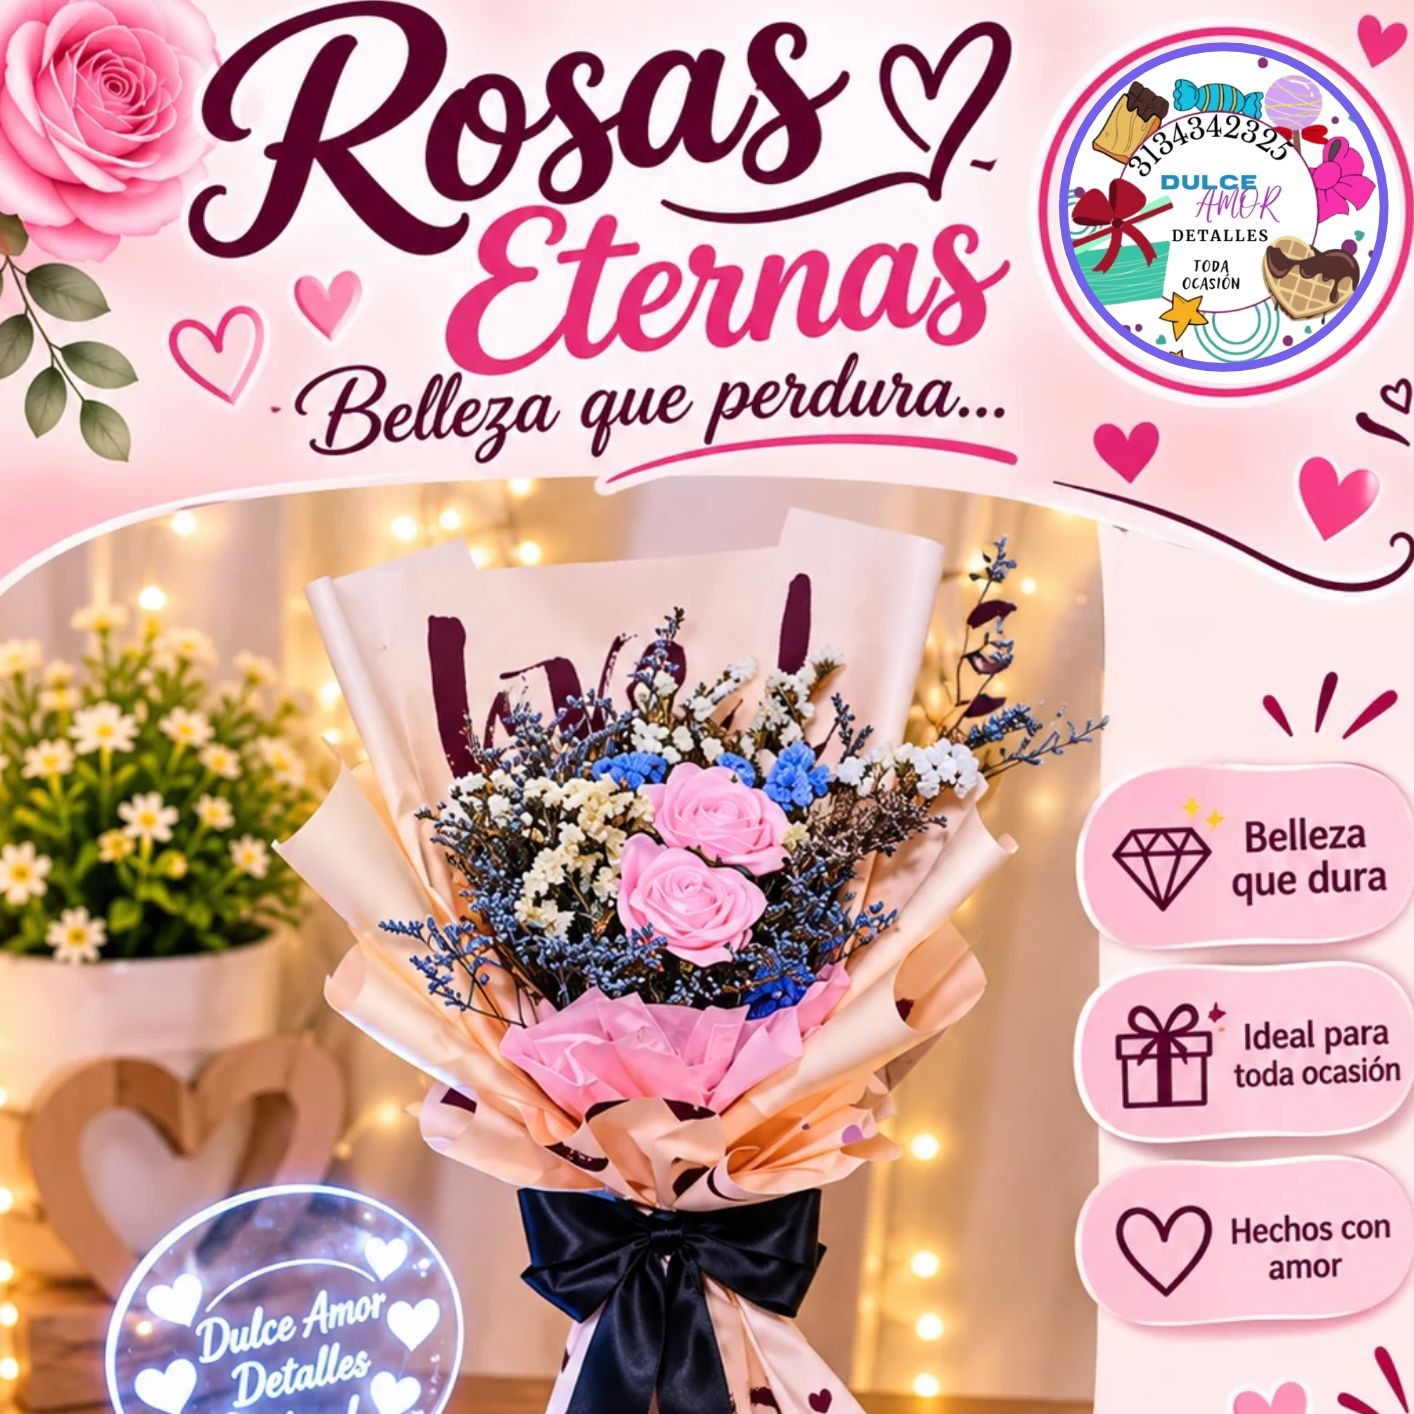 Rosas
Eternas
Belleza que perdura...
3134342325
DULCE
AMOR
DETALLES
TODA
OCASIÓN
Belleza
que dura
Ideal para
toda ocasión
Hechos con
amor
Dulce Amor
Detalles